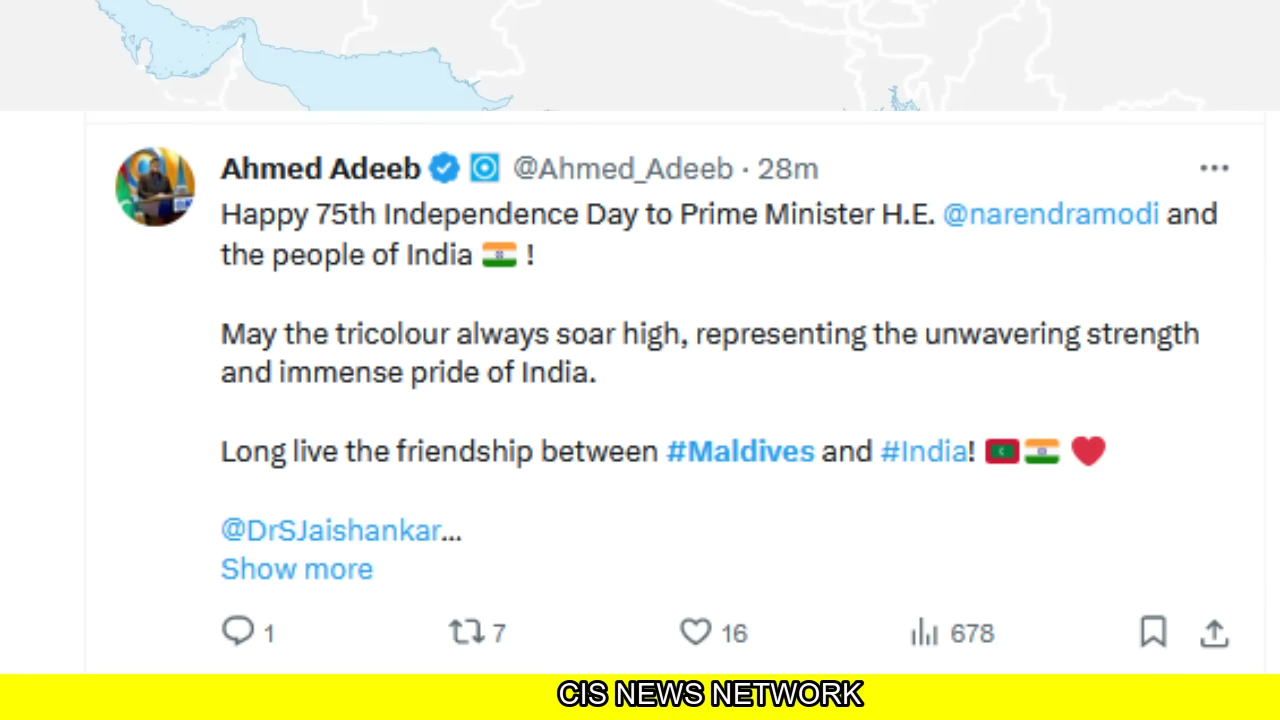 Ahmed Adeeb @Ahmed_Adeeb · 28m
Happy 75th Independence Day to Prime Minister H.E. @narendramodi and
the people of India 🇮🇳 !
May the tricolour always soar high, representing the unwavering strength
and immense pride of India.
Long live the friendship between #Maldives and #India! 🇲🇻🇮🇳 ❤️
@DrSJaishankar...
Show more
1 7 16 678
CIS NEWS NETWORK